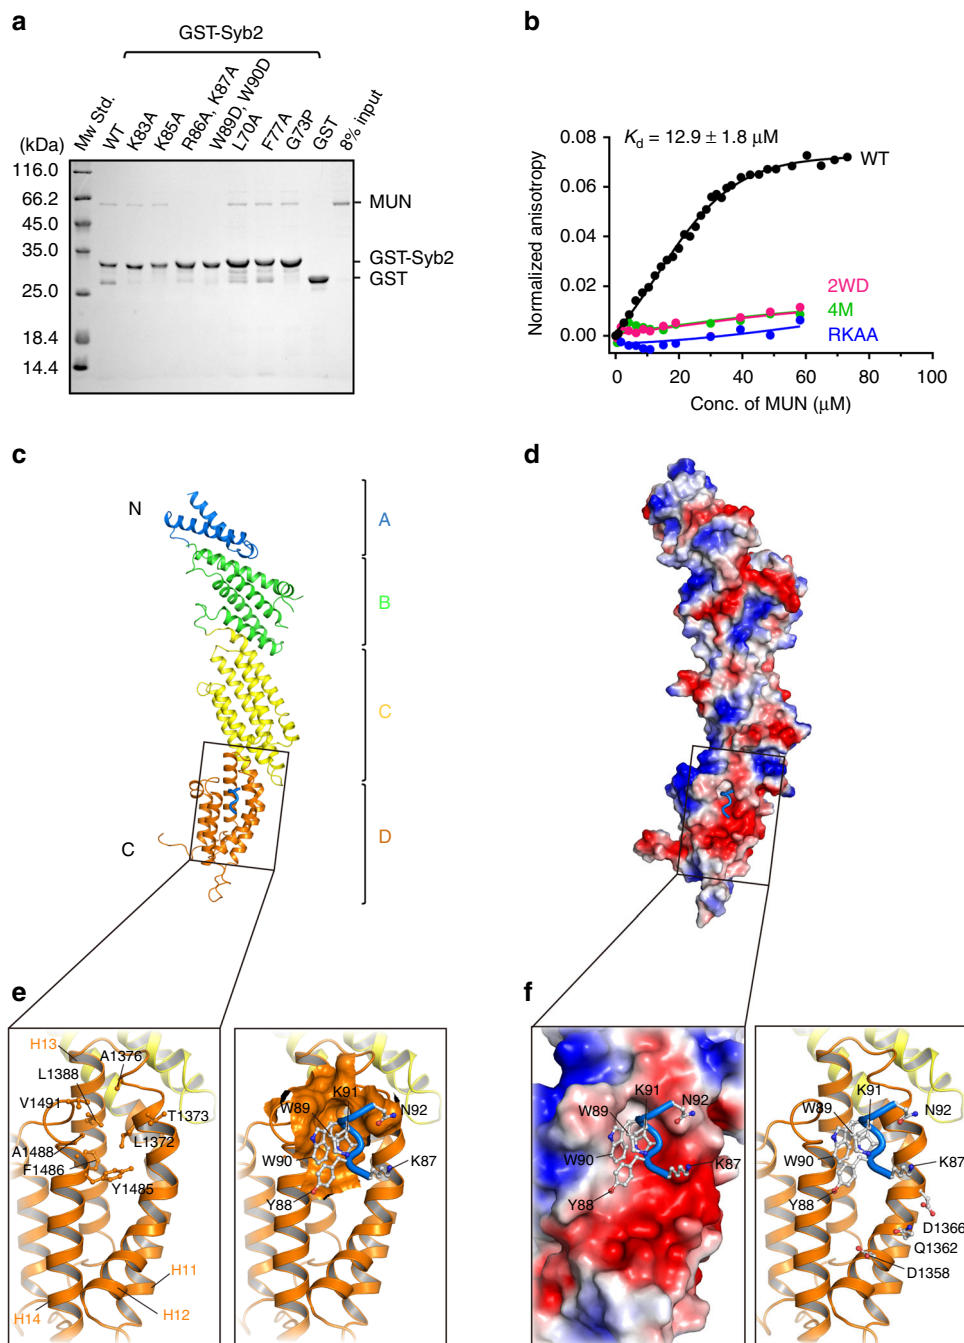 a
GST-Syb2
Mw Std.
WT
K83A
K85A
R86A, K87A
W89D, W90D
L70A
F77A
G73P
GST
8% input
(kDa)
116.0
66.2
45.0
35.0
25.0
18.4
14.4
MUN
GST-Syb2
GST
b
Kd = 12.9 ± 1.8 μM
Normalized anisotropy
0.08
0.06
0.04
0.02
0.00
WT
2WD
4M
RKAA
0
20
40
60
80
100
Conc. of MUN (μM)
c
N
A
B
C
D
C
d
e
H13
A1376
L1388
V1491
T1373
L1372
A1488
F1486
Y1485
H11
H14
H12
K91
W89
N92
W90
K87
Y88
f
K91
W89
N92
W90
K87
Y88
K91
W89
N92
W90
K87
Y88
D1366
Q1362
D1358